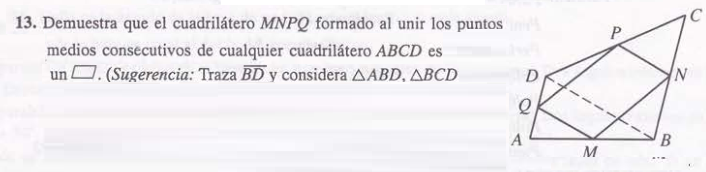 13. Demuestra que el cuadrilátero MNPQ formado al unir los puntos
medios consecutivos de cualquier cuadrilátero ABCD es
un ▱. (Sugerencia: Traza \overline{BD} y considera △ABD, △BCD
C
P
D
N
Q
A
B
M